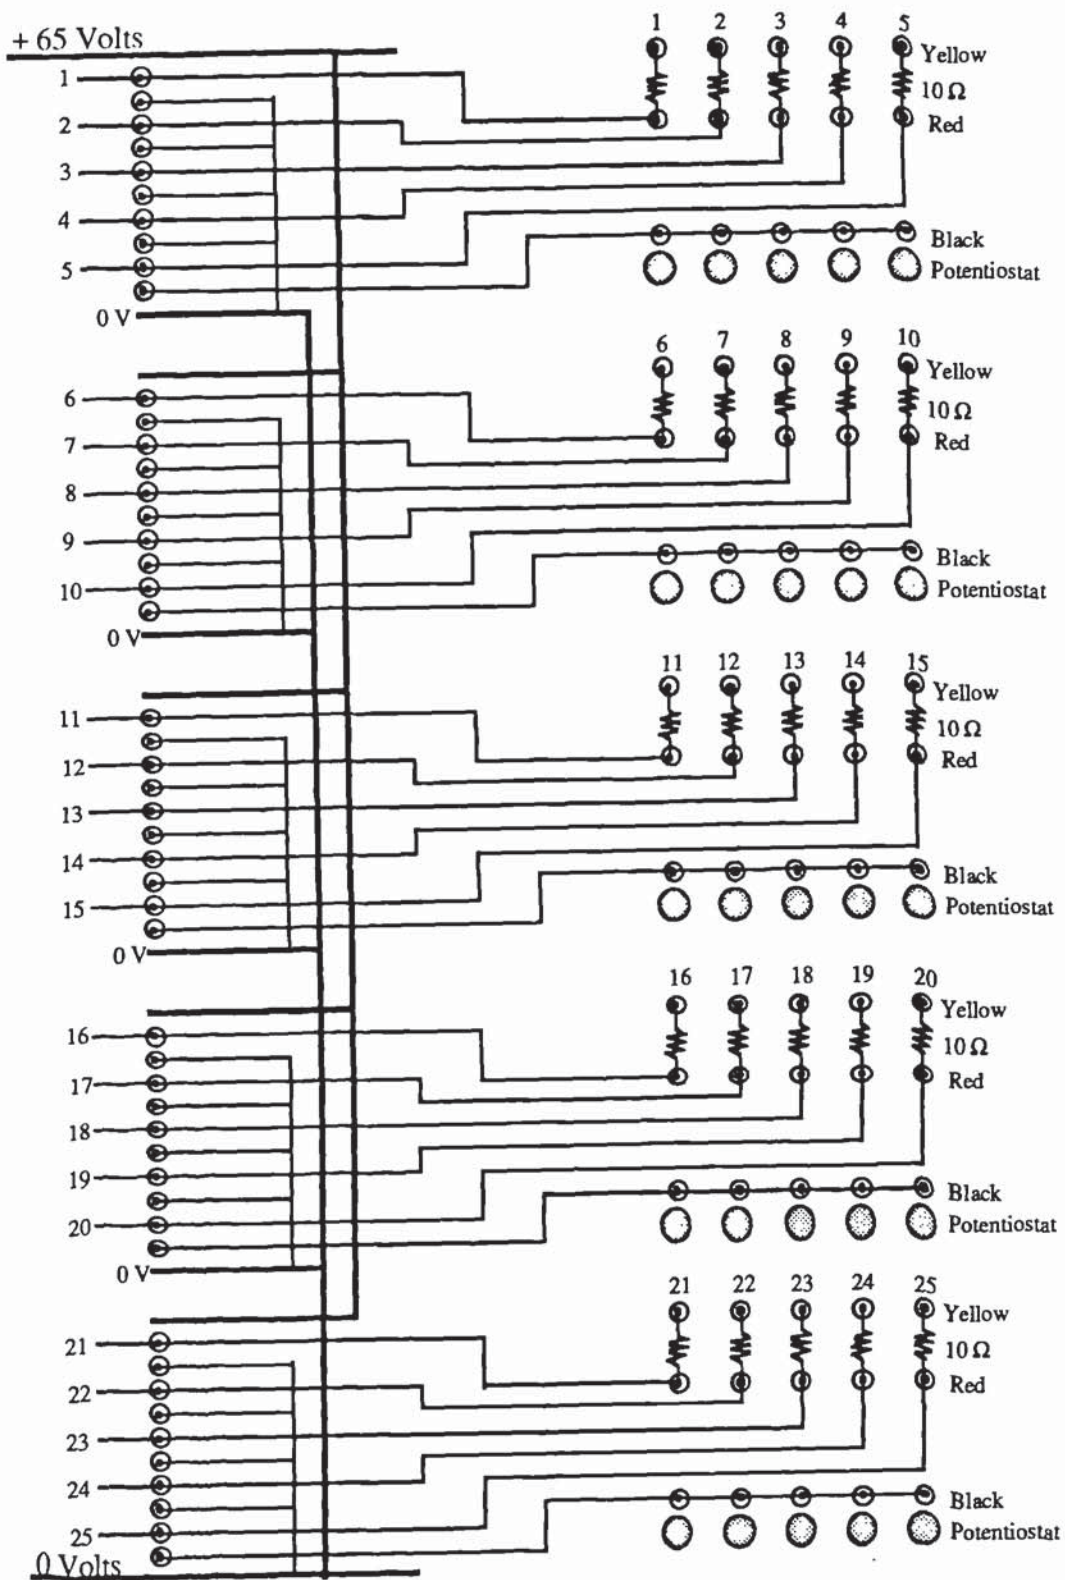 + 65 Volts
1 2 3 4 5
Yellow
1
10 Ω
2
Red
3
4
Black
5
Potentiostat
0 V
6 7 8 9 10
Yellow
6
10 Ω
7
Red
8
9
Black
10
Potentiostat
0 V
11 12 13 14 15
Yellow
11
10 Ω
12
Red
13
14
Black
15
Potentiostat
0 V
16 17 18 19 20
Yellow
16
10 Ω
17
Red
18
19
Black
20
Potentiostat
0 V
21 22 23 24 25
Yellow
21
10 Ω
22
Red
23
24
Black
25
Potentiostat
0 Volts